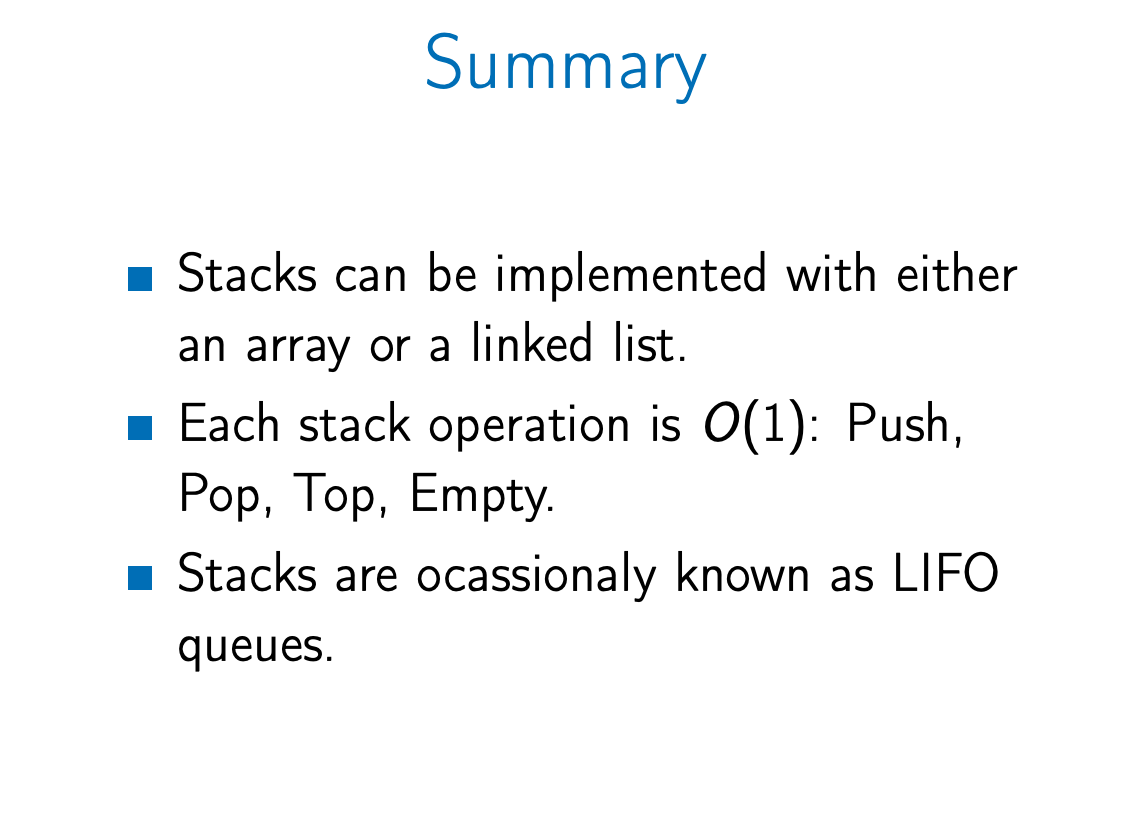 Summary
Stacks can be implemented with either
an array or a linked list.
Each stack operation is O(1): Push,
Pop, Top, Empty.
Stacks are ocassionaly known as LIFO
queues.